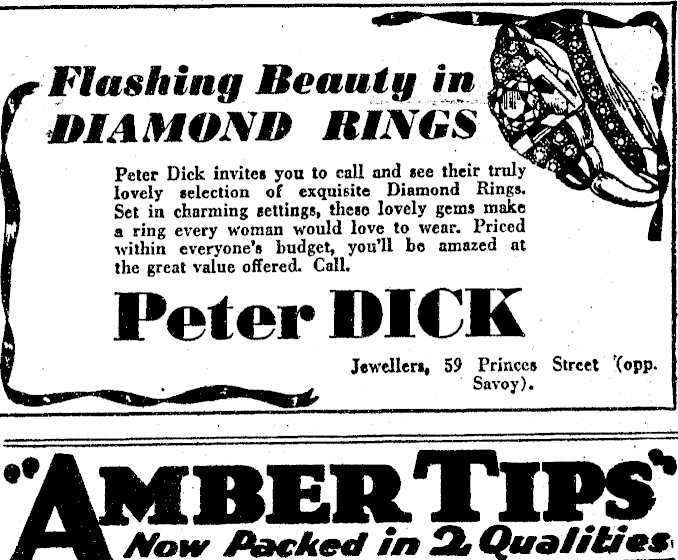 Flashing Beauty in
DIAMOND RINGS
Peter Dick invites you to call and see their truly
lovely selection of exquisite Diamond Rings.
Set in charming settings, these lovely gems make
a ring every woman would love to wear. Priced
within everyone's budget, you'll be amazed at
the great value offered. Call.
Peter DICK
Jewellers, 59 Princes Street (opp.
Savoy).
"AMBER TIPS"
Now Packed in 2 Qualities